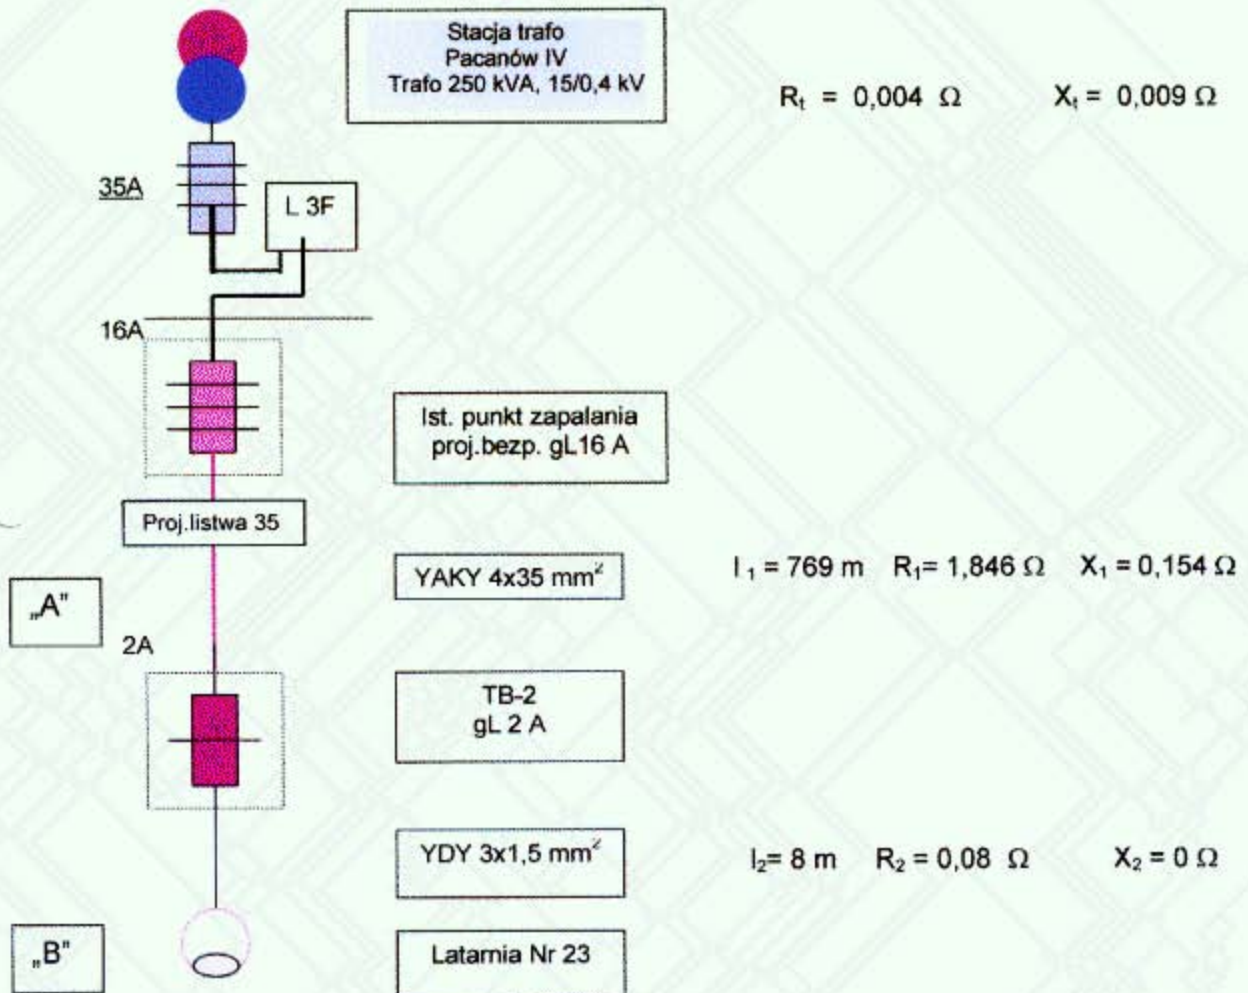 Stacja trafo
Pacanów IV
Trafo 250 kVA, 15/0,4 kV
Rt = 0,004 Ω Xt = 0,009 Ω
35A
L 3F
16A
Ist. punkt zapalania
proj.bezp. gL16 A
Proj.listwa 35
YAKY 4x35 mm²
l 1 = 769 m R1= 1,846 Ω X1 = 0,154 Ω
„A"
2A
TB-2
gL 2 A
YDY 3x1,5 mm²
l2= 8 m R2 = 0,08 Ω X2 = 0 Ω
„B"
Latarnia Nr 23